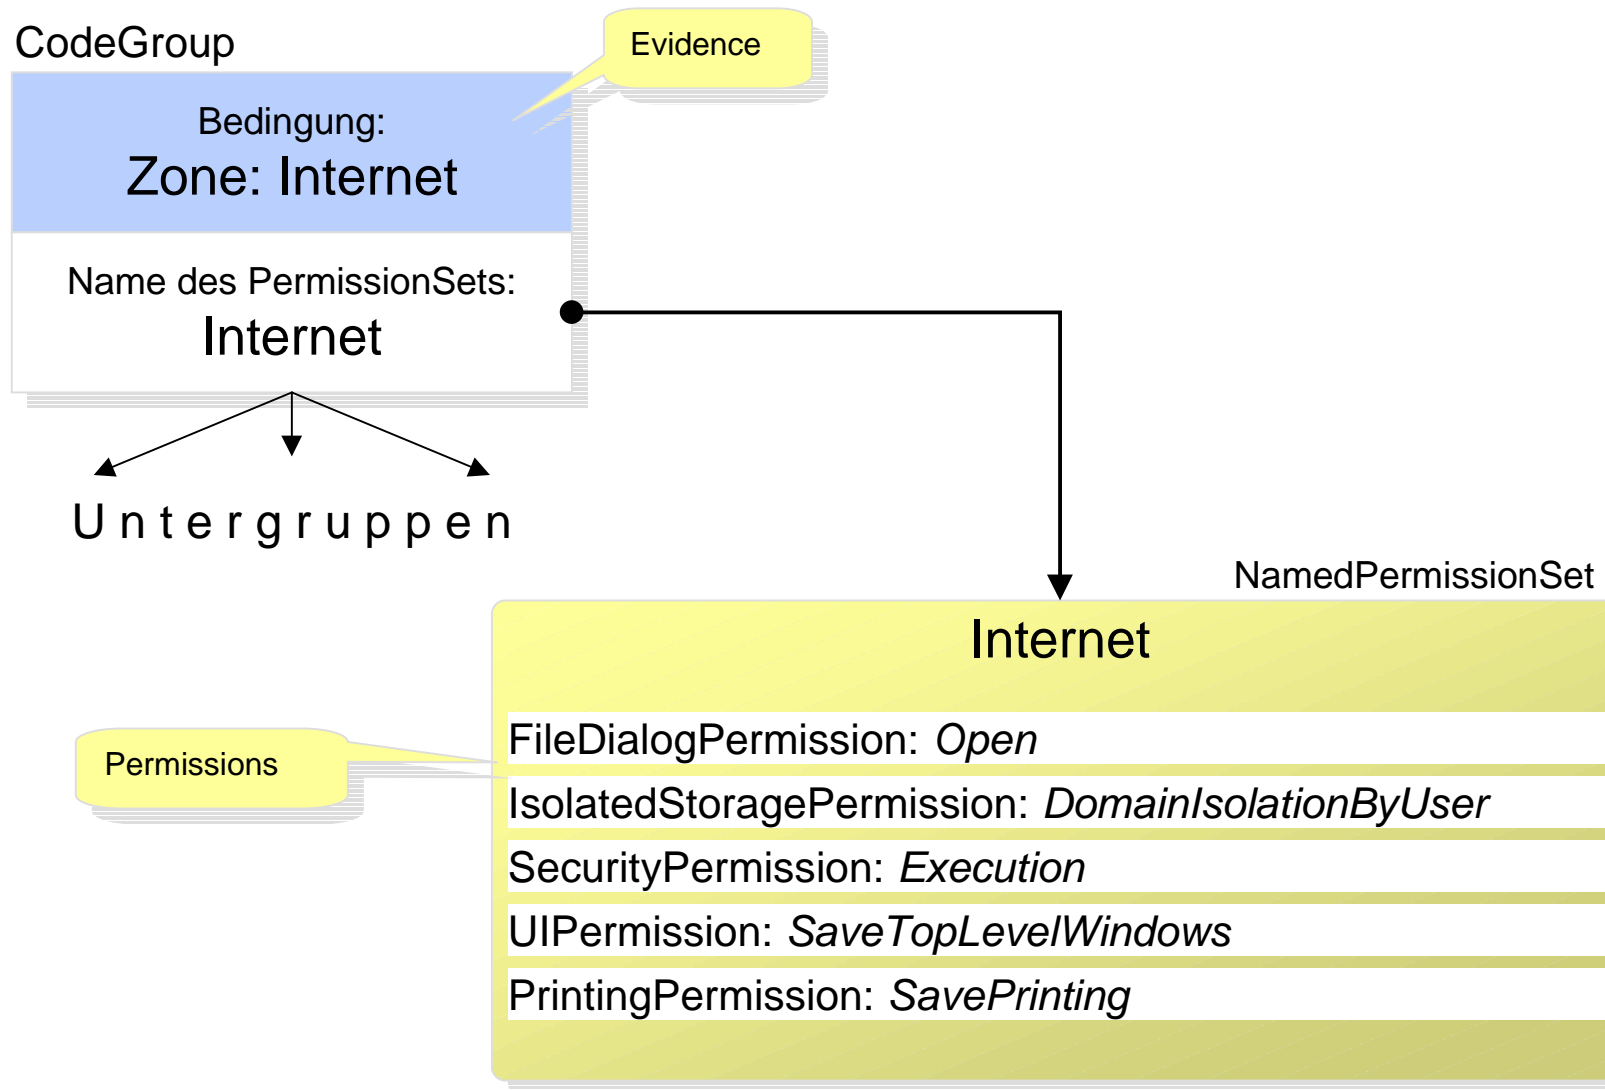 CodeGroup
Evidence
Bedingung:
Zone: Internet
Name des PermissionSets:
Internet
Untergruppen
NamedPermissionSet
Internet
Permissions
FileDialogPermission: Open
IsolatedStoragePermission: DomainIsolationByUser
SecurityPermission: Execution
UIPermission: SaveTopLevelWindows
PrintingPermission: SavePrinting